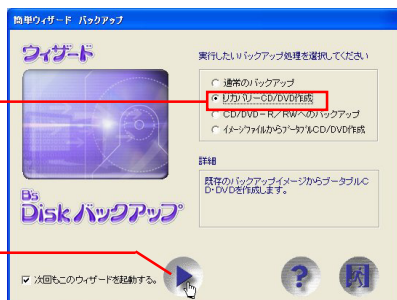 簡単ウィザード バックアップ
ウィザード
実行したいバックアップ処理を選択してください
通常のバックアップ
リカバリーCD/DVD作成
CD/DVD-R/RWへのバックアップ
イメージファイルからブータブルCD/DVD作成
詳細
既存のバックアップイメージからブータブルC
D・DVDを作成します。
B's
Diskバックアップ
次回もこのウィザードを起動する。
?